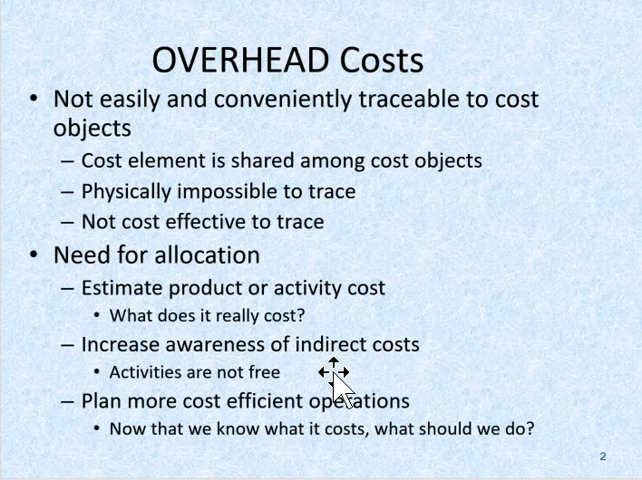 OVERHEAD Costs
• Not easily and conveniently traceable to cost
objects
– Cost element is shared among cost objects
– Physically impossible to trace
– Not cost effective to trace
• Need for allocation
– Estimate product or activity cost
• What does it really cost?
– Increase awareness of indirect costs
• Activities are not free
– Plan more cost efficient operations
• Now that we know what it costs, what should we do?
2